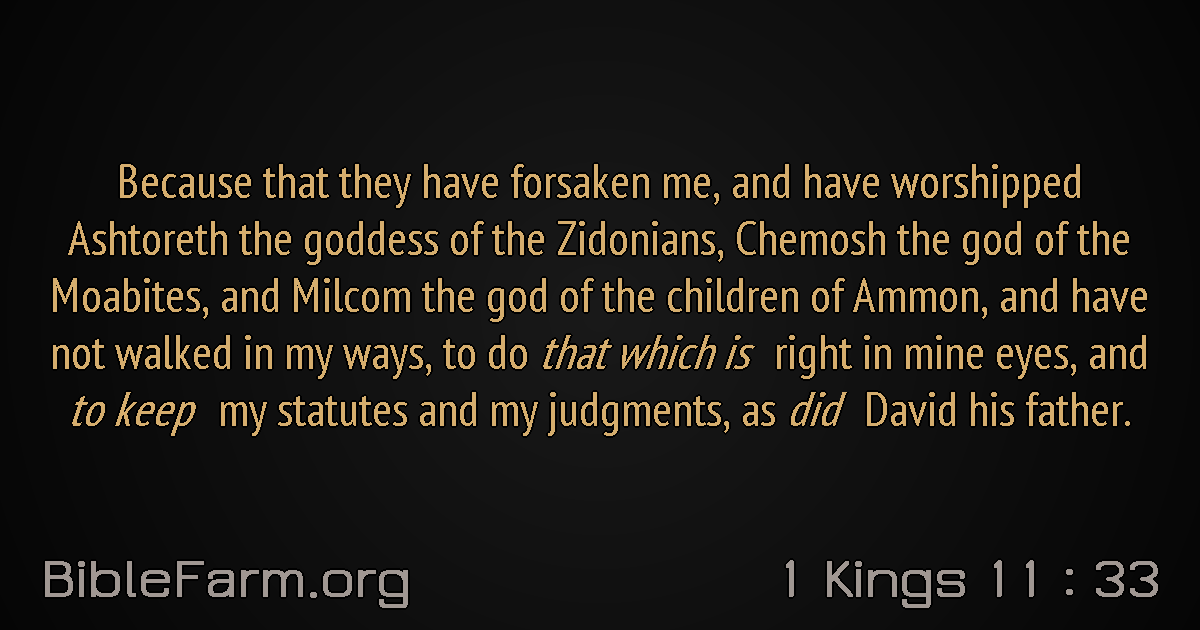 Because that they have forsaken me, and have worshipped
Ashtoreth the goddess of the Zidonians, Chemosh the god of the
Moabites, and Milcom the god of the children of Ammon, and have
not walked in my ways, to do that which is right in mine eyes, and
to keep my statutes and my judgments, as did David his father.
BibleFarm.org
1 Kings 11 : 33